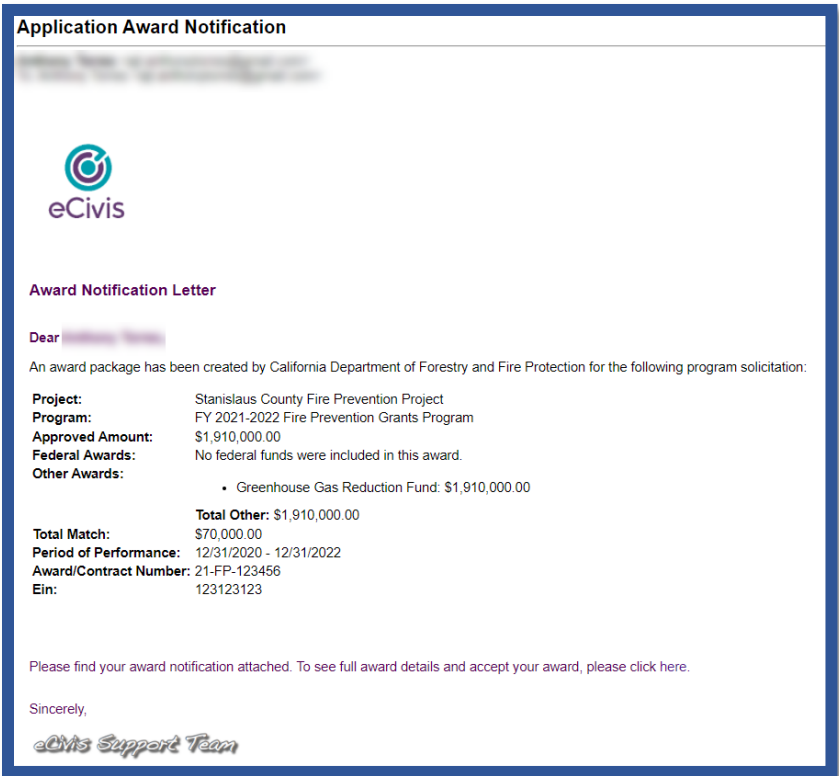 Application Award Notification
eCivis
Award Notification Letter
Dear
An award package has been created by California Department of Forestry and Fire Protection for the following program solicitation:
Project: Stanislaus County Fire Prevention Project
Program: FY 2021-2022 Fire Prevention Grants Program
Approved Amount: $1,910,000.00
Federal Awards: No federal funds were included in this award.
Other Awards:
• Greenhouse Gas Reduction Fund: $1,910,000.00
Total Other: $1,910,000.00
Total Match: $70,000.00
Period of Performance: 12/31/2020 - 12/31/2022
Award/Contract Number: 21-FP-123456
Ein: 123123123
Please find your award notification attached. To see full award details and accept your award, please click here.
Sincerely,
eCivis Support Team